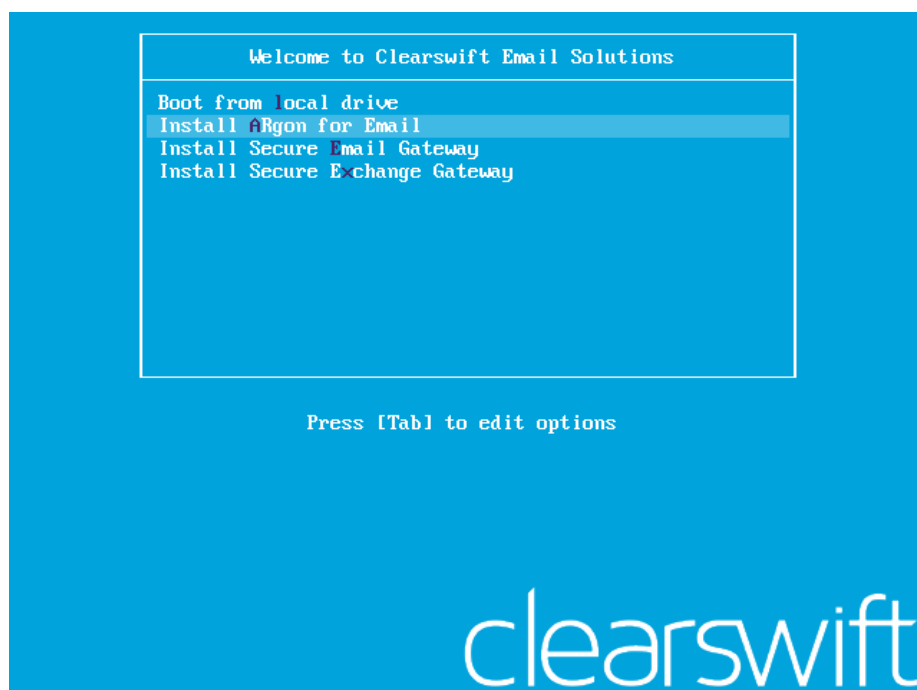 Welcome to Clearswift Email Solutions
Boot from local drive
Install ARgon for Email
Install Secure Email Gateway
Install Secure Exchange Gateway
Press [Tab] to edit options
clearswift